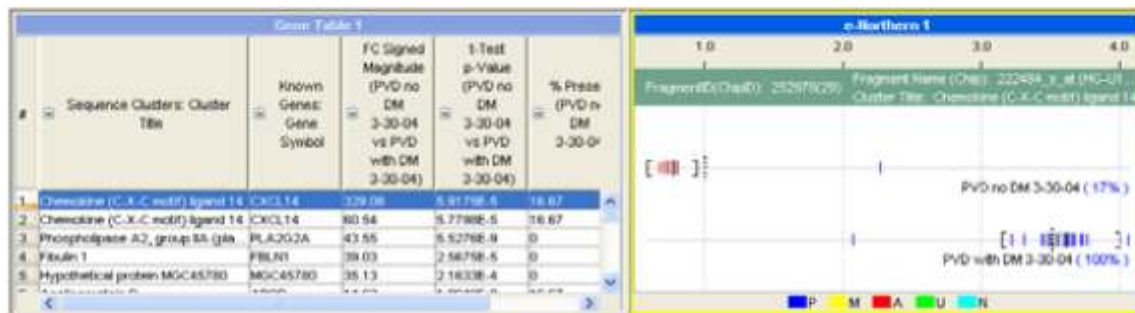 Gene Table 1
# Sequence Clusters: Cluster Title Known Genes: Gene Symbol FC Signed Magnitude (PVD no DM 3-30-04 vs PVD with DM 3-30-04) t-Test p-Value (PVD no DM 3-30-04 vs PVD with DM 3-30-04) % Prese (PVD n DM 3-30-0
1 Chemokine (C-X-C motif) ligand 14 CXCL14 329.08 5.9175E-5 16.67
2 Chemokine (C-X-C motif) ligand 14 CXCL14 60.54 5.7798E-5 16.67
3 Phospholipase A2, group IIA (pla... PLA2G2A 43.55 5.5276E-9 0
4 Fibulin 1 FBLN1 39.03 2.5675E-5 0
5 Hypothetical protein MGC45780 MGC45780 35.13 2.1633E-4 0
e-Northern 1
1.0 2.0 3.0 4.0
FragmentID(ChipID): 252978(29) Fragment Name (Chip): 222484_s_at (HG-U1...
Cluster Title: Chemokine (C-X-C motif) ligand 14
PVD no DM 3-30-04 ( 17% )
PVD with DM 3-30-04 ( 100% )
P M A U N